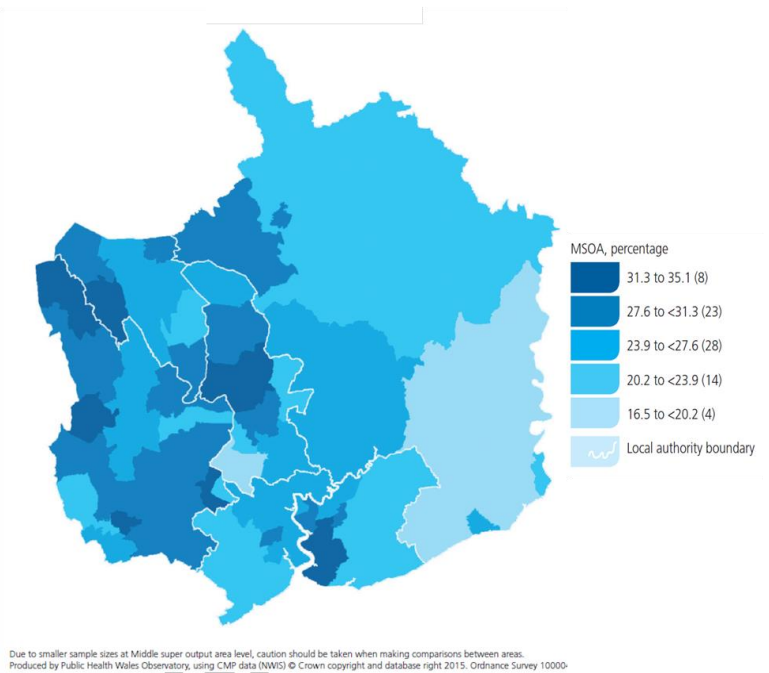 MSOA, percentage
31.3 to 35.1 (8)
27.6 to <31.3 (23)
23.9 to <27.6 (28)
20.2 to <23.9 (14)
16.5 to <20.2 (4)
Local authority boundary
Due to smaller sample sizes at Middle super output area level, caution should be taken when making comparisons between areas.
Produced by Public Health Wales Observatory, using CMP data (NWIS) © Crown copyright and database right 2015. Ordnance Survey 10000